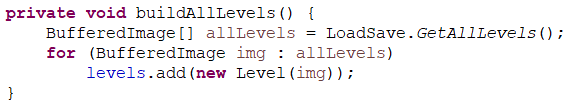 private void buildAllLevels() {
    BufferedImage[] allLevels = LoadSave.GetAllLevels();
    for (BufferedImage img : allLevels)
        levels.add(new Level(img));
}